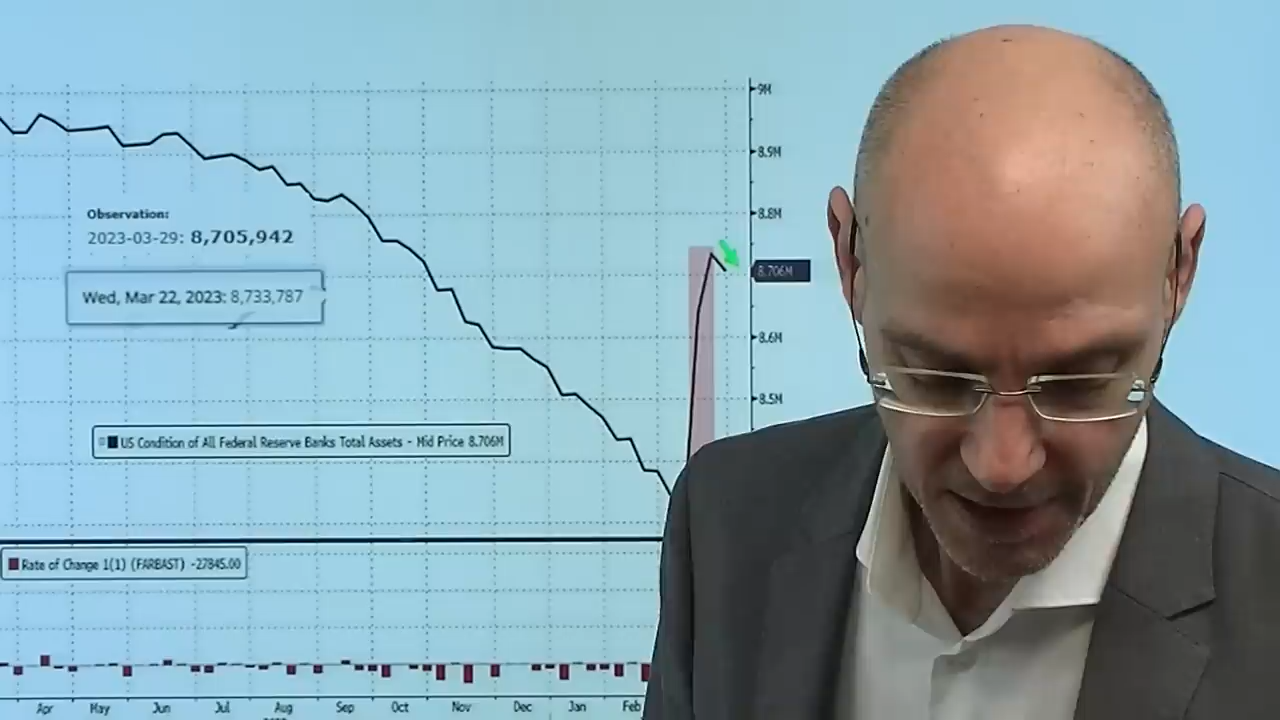 9M
8.9M
8.8M
Observation:
2023-03-29: 8,705,942
8.706M
Wed, Mar 22, 2023: 8,733,787
8.6M
8.5M
US Condition of All Federal Reserve Banks Total Assets - Mid Price 8.706M
Rate of Change 1(1) (FARBAST) -27845.00
Apr May Jun Jul Aug Sep Oct Nov Dec Jan Feb